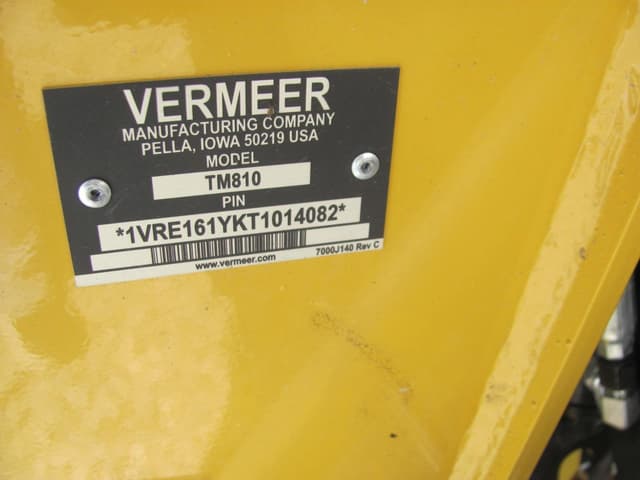 VERMEER
MANUFACTURING COMPANY
PELLA, IOWA 50219 USA
MODEL
TM810
PIN
*1VRE161YKT1014082*
www.vermeer.com
7000J140 Rev C